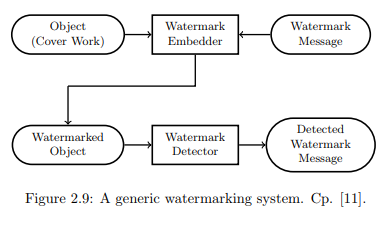 Object
(Cover Work)
Watermark
Embedder
Watermark
Message
Watermarked
Object
Watermark
Detector
Detected
Watermark
Message
Figure 2.9: A generic watermarking system. Cp. [11].